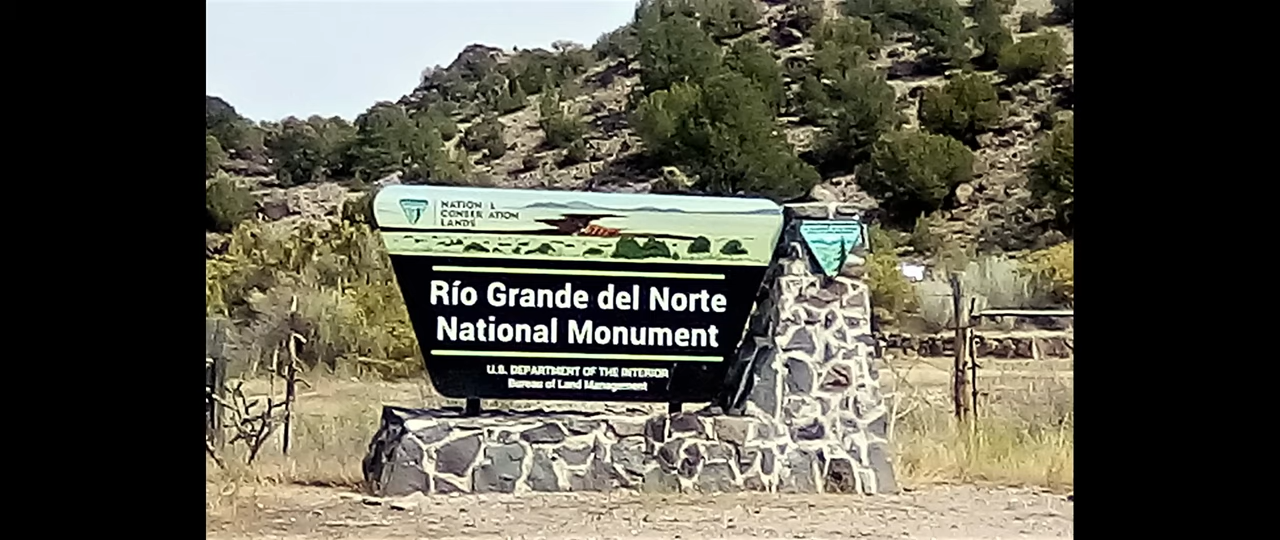 NATIONAL
CONSERVATION
LANDS
Río Grande del Norte
National Monument
U.S. DEPARTMENT OF THE INTERIOR
Bureau of Land Management